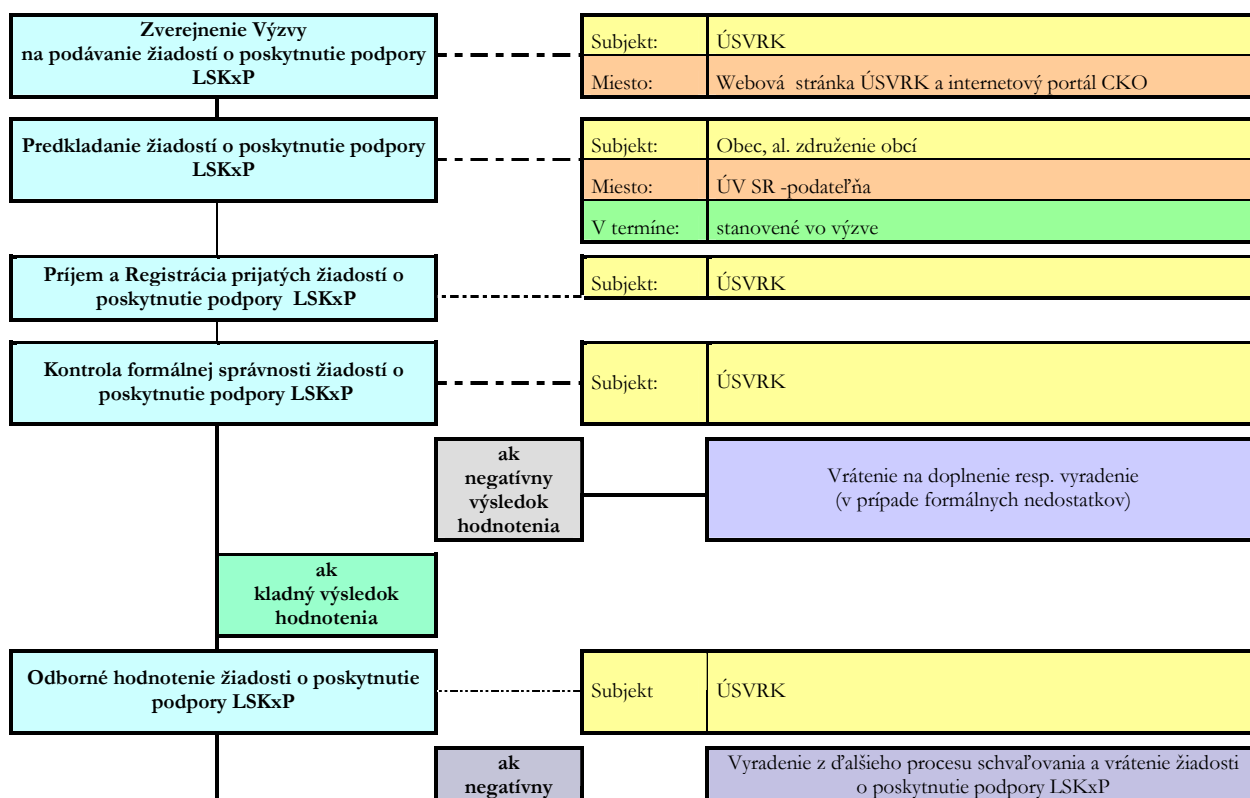 Zverejnenie Výzvy
na podávanie žiadostí o poskytnutie podpory
LSKxP
Subjekt: ÚSVRK
Miesto: Webová stránka ÚSVRK a internetový portál CKO
Predkladanie žiadostí o poskytnutie podpory
LSKxP
Subjekt: Obec, al. združenie obcí
Miesto: ÚV SR -podateľňa
V termíne: stanovené vo výzve
Príjem a Registrácia prijatých žiadostí o
poskytnutie podpory LSKxP
Subjekt: ÚSVRK
Kontrola formálnej správnosti žiadostí o
poskytnutie podpory LSKxP
Subjekt: ÚSVRK
ak
negatívny
výsledok
hodnotenia
Vrátenie na doplnenie resp. vyradenie
(v prípade formálnych nedostatkov)
ak
kladný výsledok
hodnotenia
Odborné hodnotenie žiadosti o poskytnutie
podpory LSKxP
Subjekt ÚSVRK
ak
negatívny
Vyradenie z ďalšieho procesu schvaľovania a vrátenie žiadosti
o poskytnutie podpory LSKxP